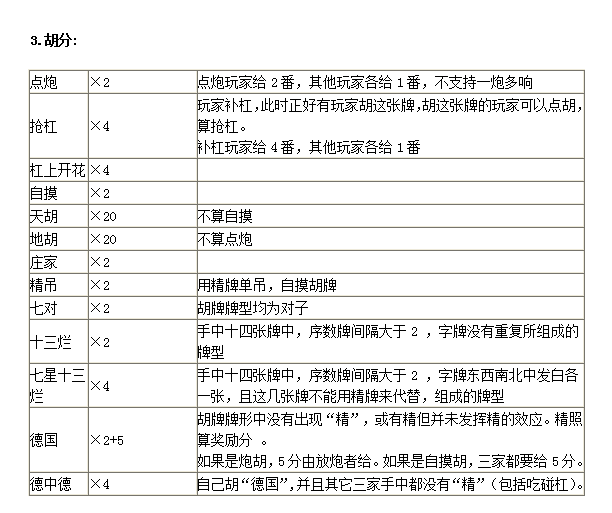 3.胡分:
点炮 ×2 点炮玩家给2番，其他玩家各给1番，不支持一炮多响
抢杠 ×4 玩家补杠，此时正好有玩家胡这张牌，胡这张牌的玩家可以点胡，
算抢杠。
补杠玩家给4番，其他玩家各给1番
杠上开花 ×4
自摸 ×2
天胡 ×20 不算自摸
地胡 ×20 不算点炮
庄家 ×2
精吊 ×2 用精牌单吊，自摸胡牌
七对 ×2 胡牌牌型均为对子
十三烂 ×2 手中十四张牌中，序数牌间隔大于2 ，字牌没有重复所组成的
牌型
七星十三
烂 ×4 手中十四张牌中，序数牌间隔大于2 ，字牌东西南北中发白各
一张，且这几张牌不能用精牌来代替，组成的牌型
德国 ×2+5 胡牌牌形中没有出现“精”，或有精但并未发挥精的效应。精照
算奖励分 。
如果是炮胡，5分由放炮者给。如果是自摸胡，三家都要给5分。
德中德 ×4 自己胡“德国”，并且其它三家手中都没有“精”（包括吃碰杠）。